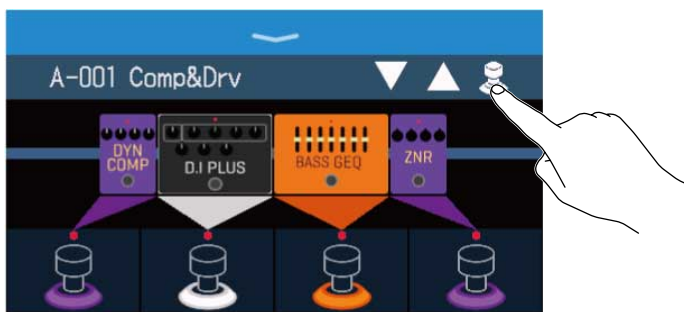 A-001 Comp&Drv
DYN
COMP
D.I PLUS
BASS GEQ
ZNR